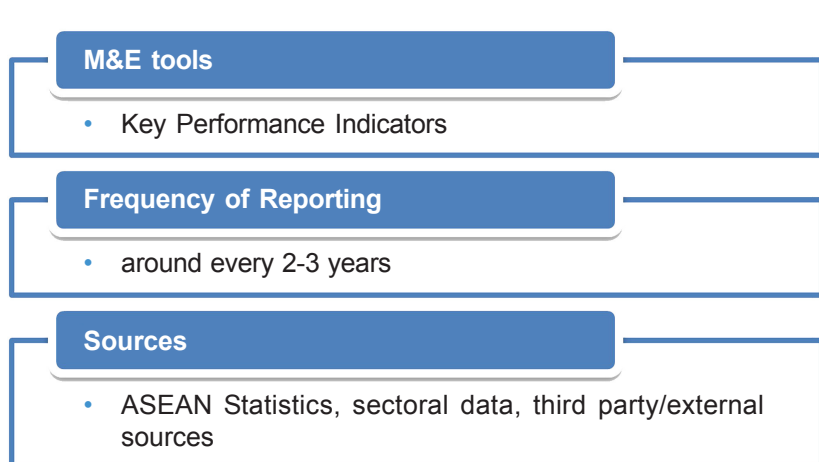 M&E tools
• Key Performance Indicators
Frequency of Reporting
• around every 2-3 years
Sources
• ASEAN Statistics, sectoral data, third party/external
sources